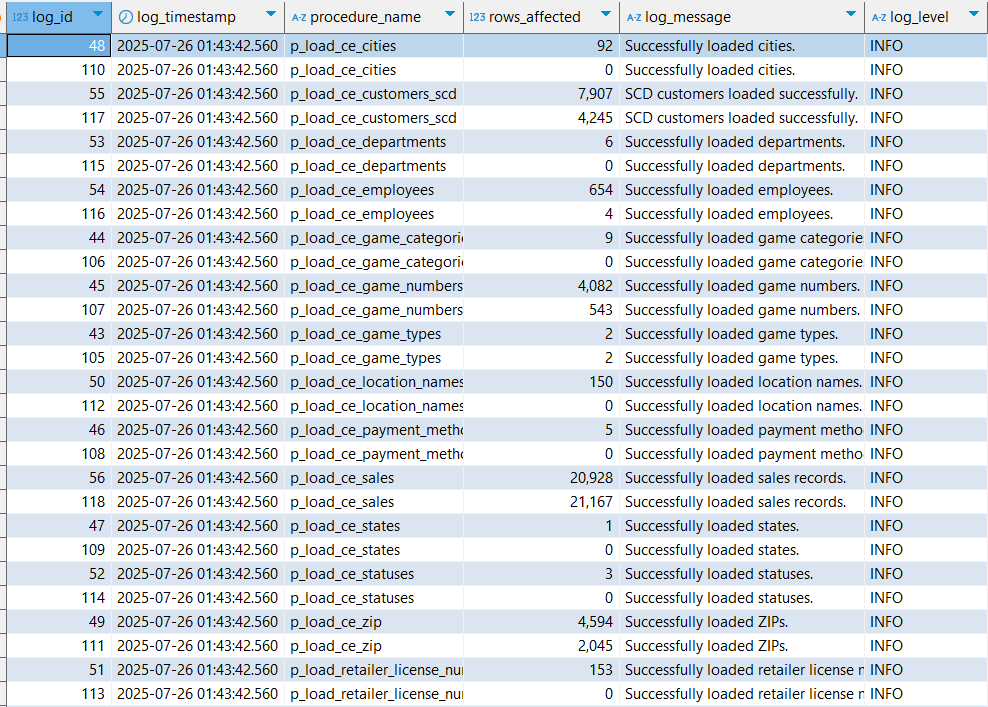 123 log_id log_timestamp A-Z procedure_name 123 rows_affected A-Z log_message A-Z log_level
48 2025-07-26 01:43:42.560 p_load_ce_cities 92 Successfully loaded cities. INFO
110 2025-07-26 01:43:42.560 p_load_ce_cities 0 Successfully loaded cities. INFO
55 2025-07-26 01:43:42.560 p_load_ce_customers_scd 7,907 SCD customers loaded successfully. INFO
117 2025-07-26 01:43:42.560 p_load_ce_customers_scd 4,245 SCD customers loaded successfully. INFO
53 2025-07-26 01:43:42.560 p_load_ce_departments 6 Successfully loaded departments. INFO
115 2025-07-26 01:43:42.560 p_load_ce_departments 0 Successfully loaded departments. INFO
54 2025-07-26 01:43:42.560 p_load_ce_employees 654 Successfully loaded employees. INFO
116 2025-07-26 01:43:42.560 p_load_ce_employees 4 Successfully loaded employees. INFO
44 2025-07-26 01:43:42.560 p_load_ce_game_categori 9 Successfully loaded game categorie INFO
106 2025-07-26 01:43:42.560 p_load_ce_game_categori 0 Successfully loaded game categorie INFO
45 2025-07-26 01:43:42.560 p_load_ce_game_numbers 4,082 Successfully loaded game numbers. INFO
107 2025-07-26 01:43:42.560 p_load_ce_game_numbers 543 Successfully loaded game numbers. INFO
43 2025-07-26 01:43:42.560 p_load_ce_game_types 2 Successfully loaded game types. INFO
105 2025-07-26 01:43:42.560 p_load_ce_game_types 2 Successfully loaded game types. INFO
50 2025-07-26 01:43:42.560 p_load_ce_location_names 150 Successfully loaded location names. INFO
112 2025-07-26 01:43:42.560 p_load_ce_location_names 0 Successfully loaded location names. INFO
46 2025-07-26 01:43:42.560 p_load_ce_payment_metho 5 Successfully loaded payment metho INFO
108 2025-07-26 01:43:42.560 p_load_ce_payment_metho 0 Successfully loaded payment metho INFO
56 2025-07-26 01:43:42.560 p_load_ce_sales 20,928 Successfully loaded sales records. INFO
118 2025-07-26 01:43:42.560 p_load_ce_sales 21,167 Successfully loaded sales records. INFO
47 2025-07-26 01:43:42.560 p_load_ce_states 1 Successfully loaded states. INFO
109 2025-07-26 01:43:42.560 p_load_ce_states 0 Successfully loaded states. INFO
52 2025-07-26 01:43:42.560 p_load_ce_statuses 3 Successfully loaded statuses. INFO
114 2025-07-26 01:43:42.560 p_load_ce_statuses 0 Successfully loaded statuses. INFO
49 2025-07-26 01:43:42.560 p_load_ce_zip 4,594 Successfully loaded ZIPs. INFO
111 2025-07-26 01:43:42.560 p_load_ce_zip 2,045 Successfully loaded ZIPs. INFO
51 2025-07-26 01:43:42.560 p_load_retailer_license_nu 153 Successfully loaded retailer license n INFO
113 2025-07-26 01:43:42.560 p_load_retailer_license_nu 0 Successfully loaded retailer license n INFO